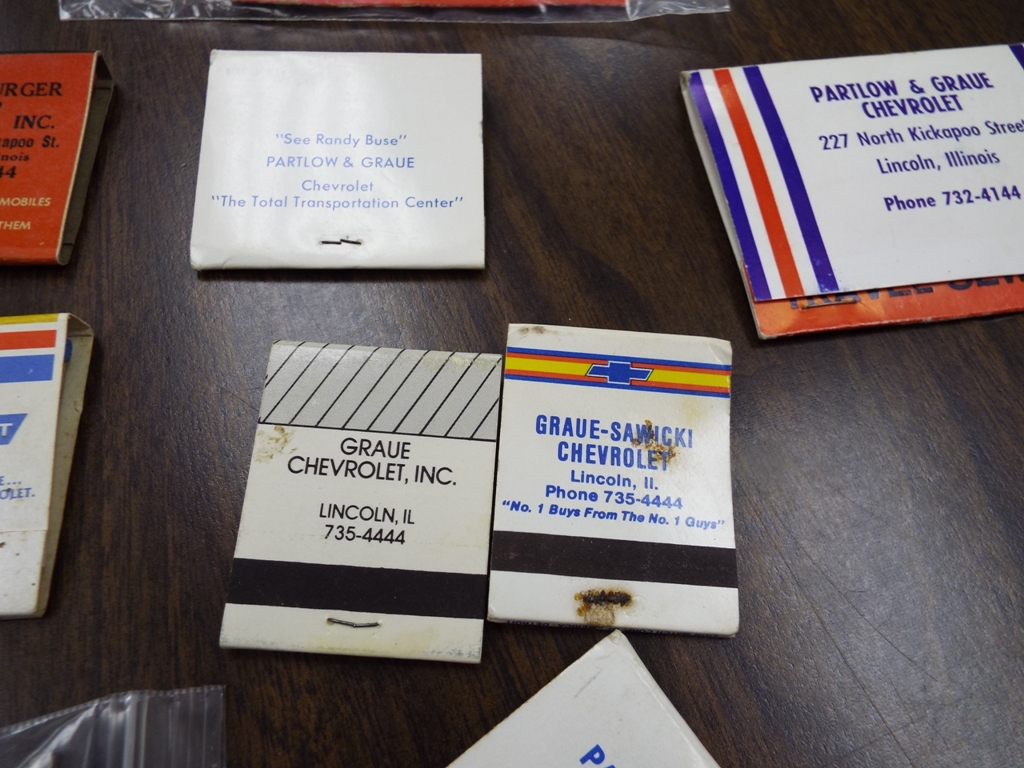 INC.
MOBILES
THEM
"See Randy Buse"
PARTLOW & GRAUE
Chevrolet
"The Total Transportation Center"
PARTLOW & GRAUE
CHEVROLET
227 North Kickapoo Street
Lincoln, Illinois
Phone 732-4144
GRAUE
CHEVROLET, INC.
LINCOLN, IL
735-4444
GRAUE-SAWICKI
CHEVROLET
Lincoln, Il.
Phone 735-4444
"No. 1 Buys From The No. 1 Guys"